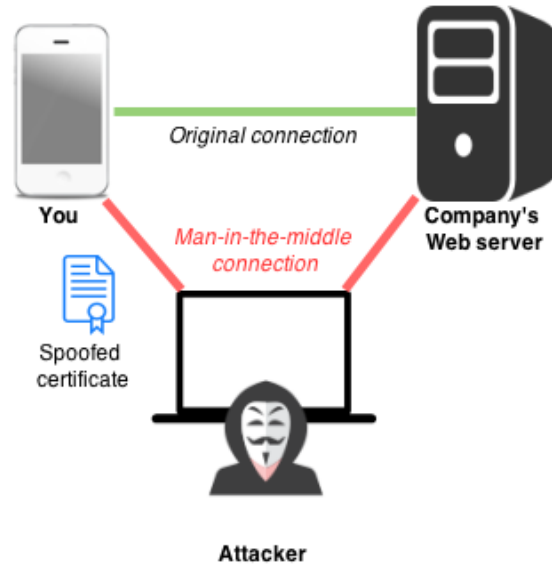 Original connection
You
Company's
Web server
Man-in-the-middle
connection
Spoofed
certificate
Attacker